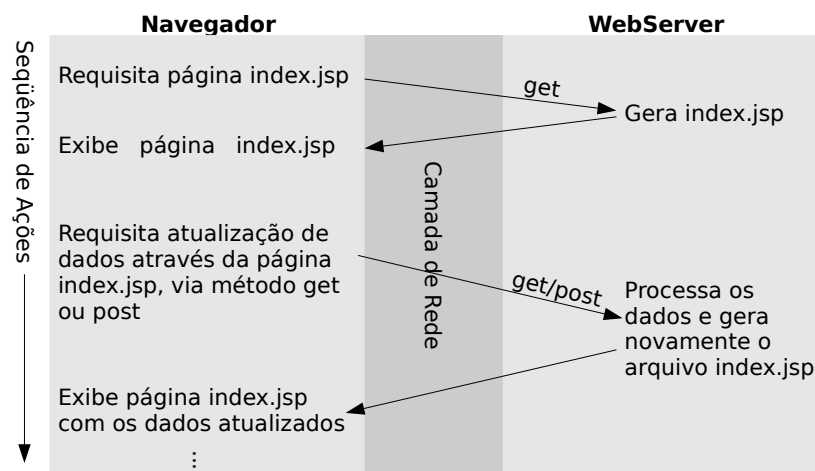 Navegador
WebServer
Seqüência de Ações
Requisita página index.jsp
get
Gera index.jsp
Exibe página index.jsp
Camada de Rede
Requisita atualização de
dados através da página
index.jsp, via método get
ou post
get/post
Processa os
dados e gera
novamente o
arquivo index.jsp
Exibe página index.jsp
com os dados atualizados
...